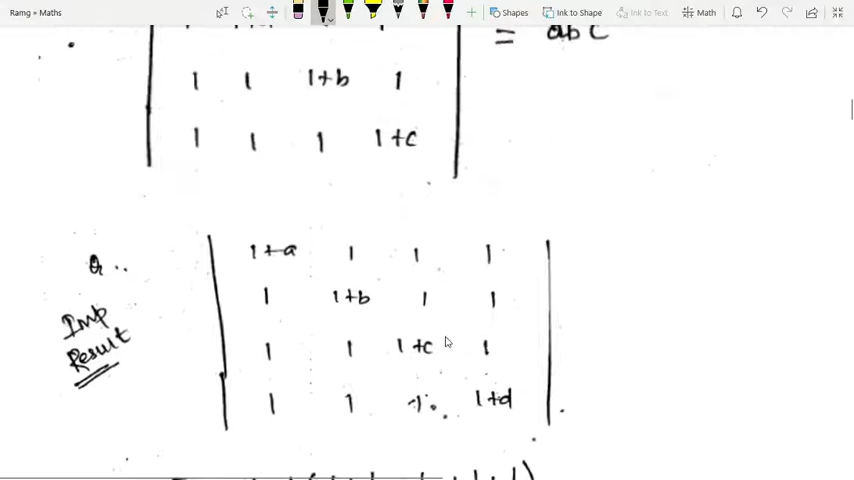 Ramg » Maths Shapes Ink to Shape Ink to Text Math
= abc
1 1 1+b 1
1 1 1 1+c
Q..
Imp
Result
1+a 1 1 1
1 1+b 1 1
1 1 1+c 1
1 1 1 1+d